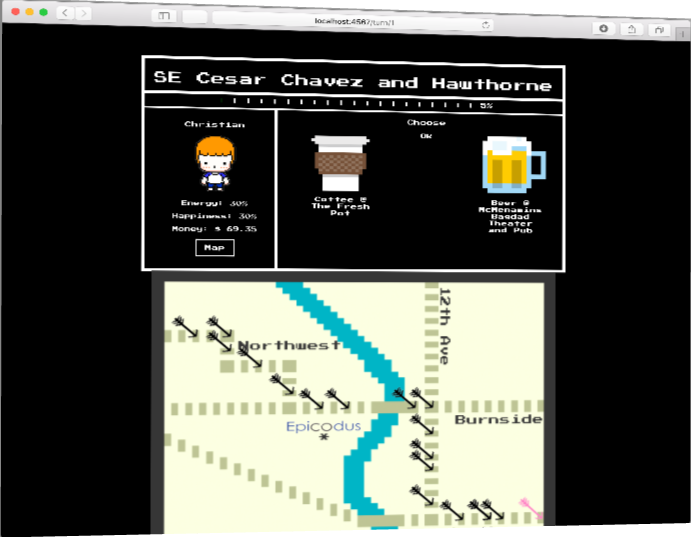 localhost:4567/turn/1
SE Cesar Chavez and Hawthorne
5%
Christian
Energy: 30%
Happiness: 30%
Money: $ 69.35
Map
Choose
OR
Coffee @
The Fresh
Pot
Beer @
McMenamins
Bagdad
Theater
and Pub
Northwest
12th Ave
Burnside
Epicodus